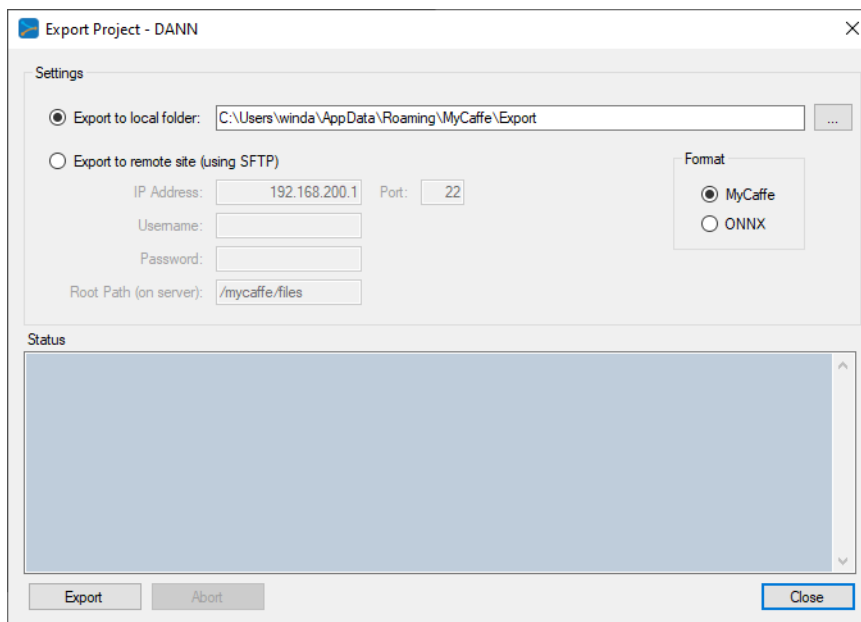 Export Project - DANN
Settings
Export to local folder: C:\Users\winda\AppData\Roaming\MyCaffe\Export ...
Export to remote site (using SFTP)
Format
IP Address: 192.168.200.1 Port: 22
MyCaffe
Username:
ONNX
Password:
Root Path (on server): /mycaffe/files
Status
Export Abort Close